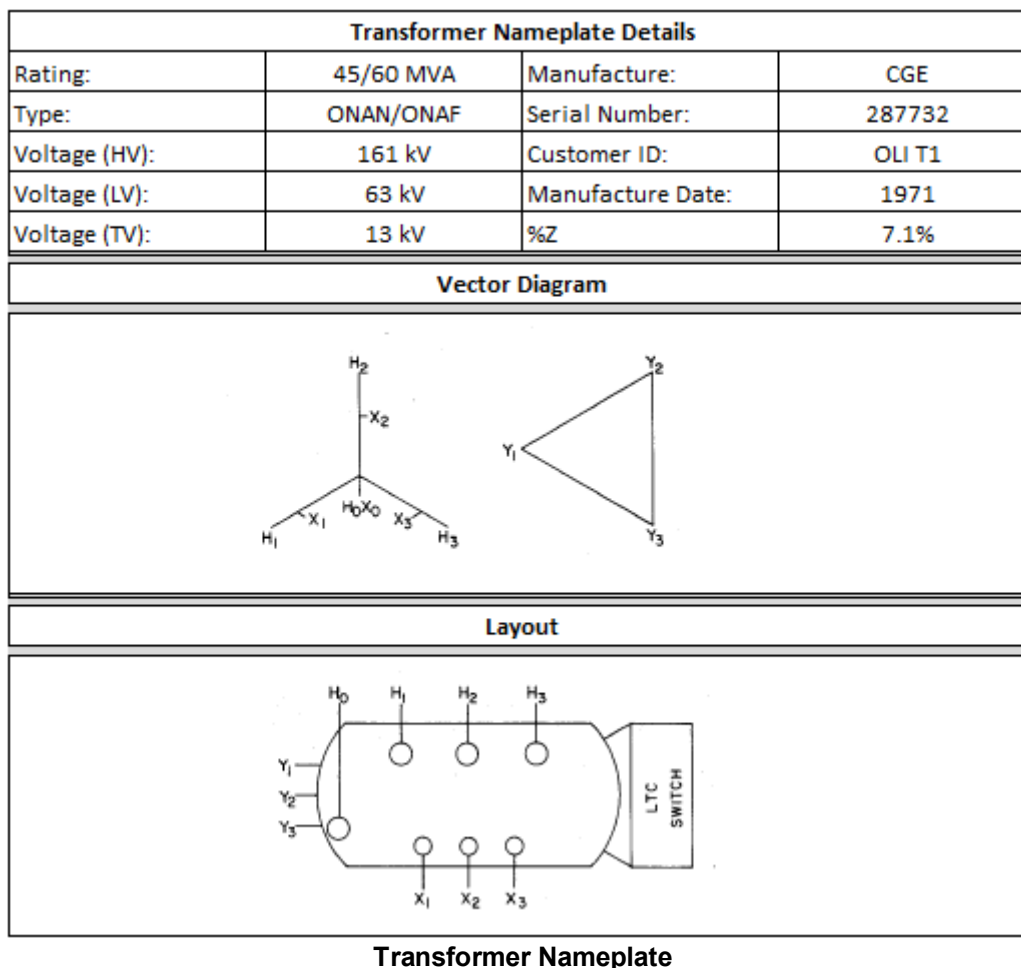 Transformer Nameplate Details
Rating: 45/60 MVA Manufacture: CGE
Type: ONAN/ONAF Serial Number: 287732
Voltage (HV): 161 kV Customer ID: OLI T1
Voltage (LV): 63 kV Manufacture Date: 1971
Voltage (TV): 13 kV %Z 7.1%
Vector Diagram
H2 Y2
X2
Y1
H0X0
X1 X3
H1 H3 Y3
Layout
H0 H1 H2 H3
Y1
Y2
Y3
LTC
SWITCH
X1 X2 X3
Transformer Nameplate